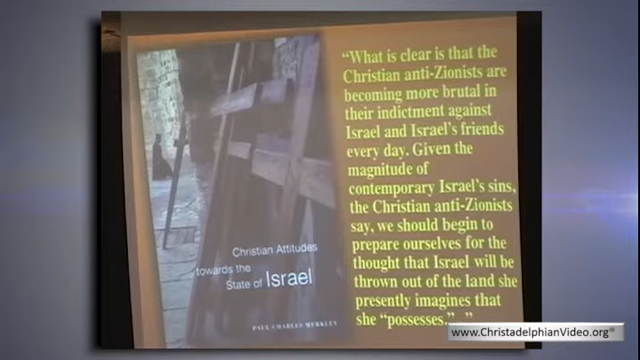 Christian Attitudes
towards the
State of Israel
PAUL CHARLES MERKLEY
“What is clear is that the
Christian anti-Zionists are
becoming more brutal in
their indictment against
Israel and Israel’s friends
every day. Given the
magnitude of
contemporary Israel’s sins,
the Christian anti-Zionists
say, we should begin to
prepare ourselves for the
thought that Israel will be
thrown out of the land she
presently imagines that
she “possesses.”.. ”
www.ChristadelphianVideo.org®